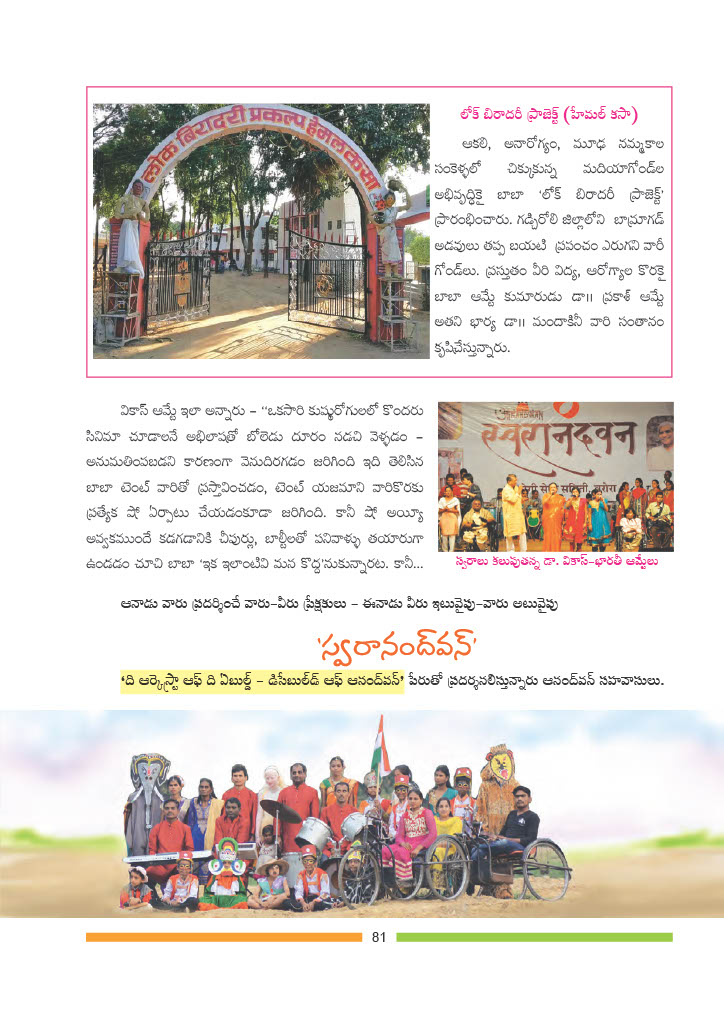 लोक बिरादरी प्रकल्प हेमलकसा
లోక్ బిరాదరీ ప్రాజెక్ట్ (హేమల్ కసా)
ఆకలి, అనారోగ్యం, మూఢ నమ్మకాల
సంకెళ్ళలో చిక్కుకున్న మదియాగోండ్‌ల
అభివృద్ధికై బాబా ‘లోక్ బిరాదరీ ప్రాజెక్ట్’
ప్రారంభించారు. గడ్చిరోలి జిల్లాలోని బామ్రాగడ్
అడవులు తప్ప బయటి ప్రపంచం ఎరుగని వారీ
గోండ్‌లు. ప్రస్తుతం వీరి విద్య, ఆరోగ్యాల కొరకై
బాబా ఆమ్టే కుమారుడు డా॥ ప్రకాశ్ ఆమ్టే
అతని భార్య డా॥ మందాకినీ వారి సంతానం
కృషిచేస్తున్నారు.
వికాస్ ఆమ్టే ఇలా అన్నారు – “ఒకసారి కుష్ఠురోగులలో కొందరు
సినిమా చూడాలనే అభిలాషతో బోలెడు దూరం నడచి వెళ్ళడం –
అనుమతింపబడని కారణంగా వెనుదిరగడం జరిగింది ఇది తెలిసిన
బాబా టెంట్ వారితో ప్రస్తావించడం, టెంట్ యజమాని వారికొరకు
ప్రత్యేక షో ఏర్పాటు చేయడంకూడా జరిగింది. కానీ షో అయ్యీ
అవ్వకముందే కడగడానికి చీపుర్లు, బాల్టీలతో పనివాళ్ళు తయారుగా
ఉండడం చూచి బాబా ‘ఇక ఇలాంటివి మన కొద్ద’నుకున్నారట. కానీ...
स्वरानंदवन
స్వరాలు కలుపుతన్న డా. వికాస్-భారతీ ఆమ్టేలు
ఆనాడు వారు ప్రదర్శించే వారు-వీరు ప్రేక్షకులు – ఈనాడు వీరు ఇటువైపు-వారు అటువైపు
‘స్వరానంద్‌వన్’
‘ది ఆర్కెస్ట్రా ఆఫ్ ది ఏబుల్డ్ – డిసేబుల్‌డ్ ఆఫ్ ఆనంద్‌వన్’ పేరుతో ప్రదర్శనలిస్తున్నారు ఆనంద్‌వన్ సహవాసులు.
81